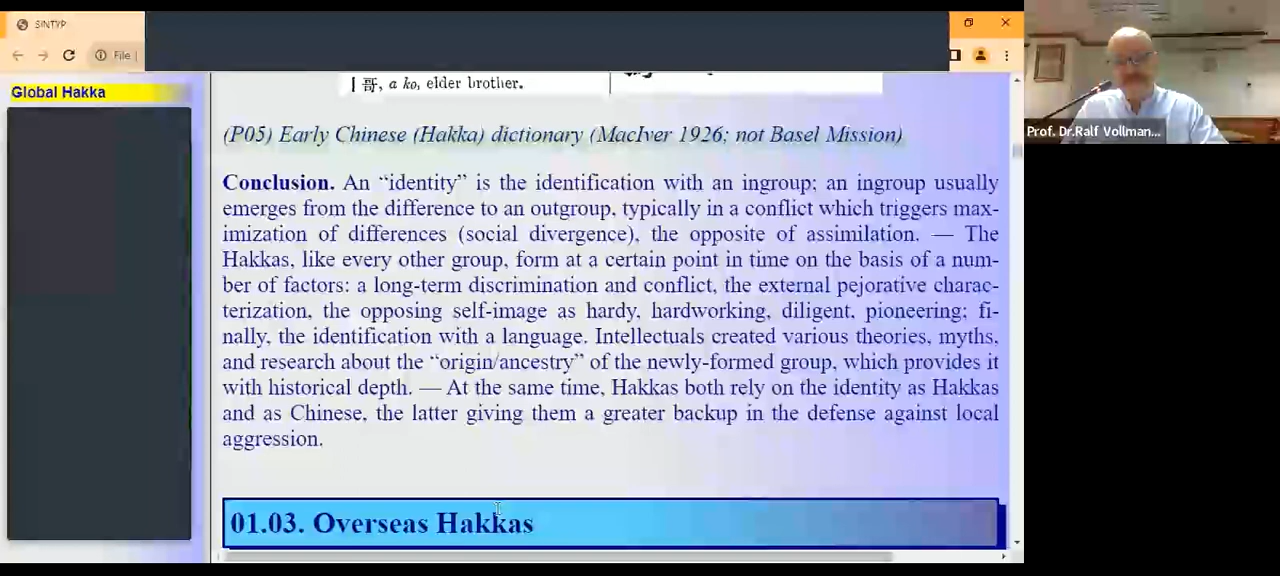 SINTYP
File
Global Hakka
哥, a ko, elder brother.
(P05) Early Chinese (Hakka) dictionary (MacIver 1926; not Basel Mission)
Conclusion. An “identity” is the identification with an ingroup; an ingroup usually
emerges from the difference to an outgroup, typically in a conflict which triggers max-
imization of differences (social divergence), the opposite of assimilation. — The
Hakkas, like every other group, form at a certain point in time on the basis of a num-
ber of factors: a long-term discrimination and conflict, the external pejorative charac-
terization, the opposing self-image as hardy, hardworking, diligent, pioneering; fi-
nally, the identification with a language. Intellectuals created various theories, myths,
and research about the “origin/ancestry” of the newly-formed group, which provides it
with historical depth. — At the same time, Hakkas both rely on the identity as Hakkas
and as Chinese, the latter giving them a greater backup in the defense against local
aggression.
01.03. Overseas Hakkas
Prof. Dr.Ralf Vollman...